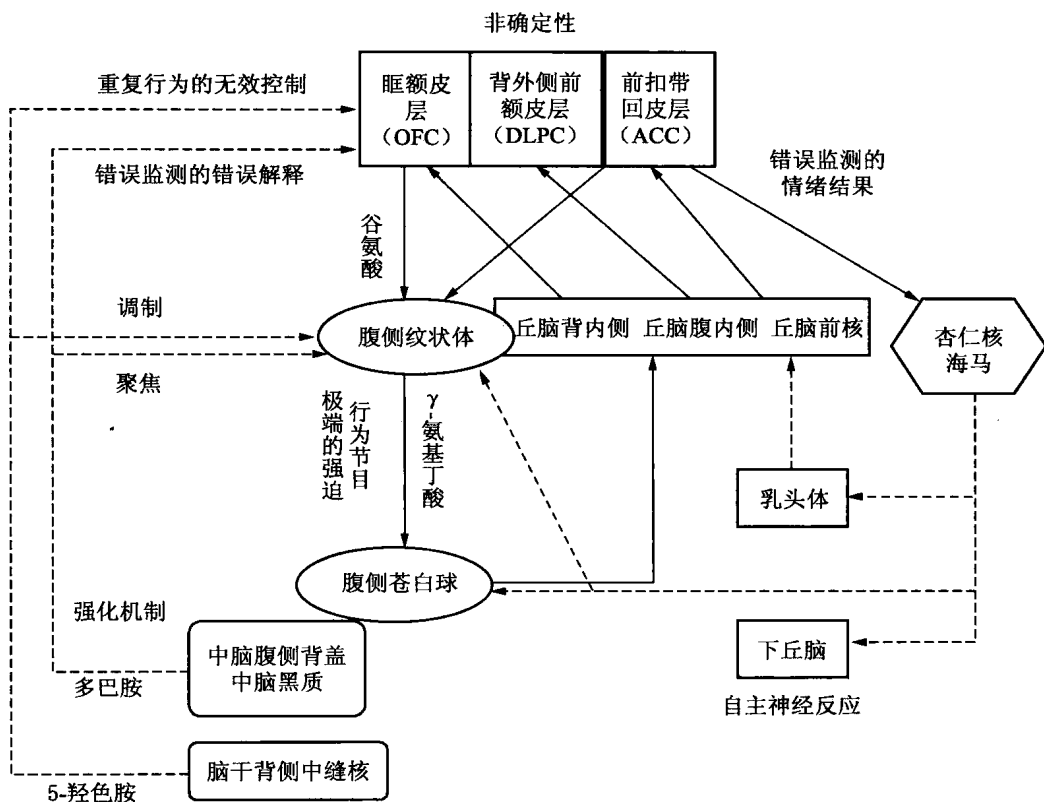 非确定性
重复行为的无效控制
眶额皮
层
（OFC）
背外侧前
额皮层
（DLPC）
前扣带
回皮层
（ACC）
错误监测的错误解释
错误监测的
情绪结果
谷氨酸
调制
腹侧纹状体
丘脑背内侧 丘脑腹内侧 丘脑前核
杏仁核
海马
聚焦
极端的强迫
行为节目
γ-氨基丁酸
乳头体
腹侧苍白球
强化机制
中脑腹侧背盖
中脑黑质
多巴胺
下丘脑
自主神经反应
脑干背侧中缝核
5-羟色胺